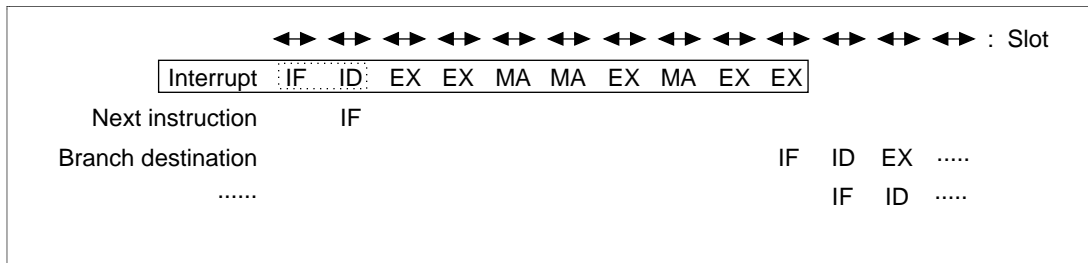 : Slot
Interrupt IF ID EX EX MA MA EX MA EX EX
Next instruction IF
Branch destination IF ID EX .....
...... IF ID .....